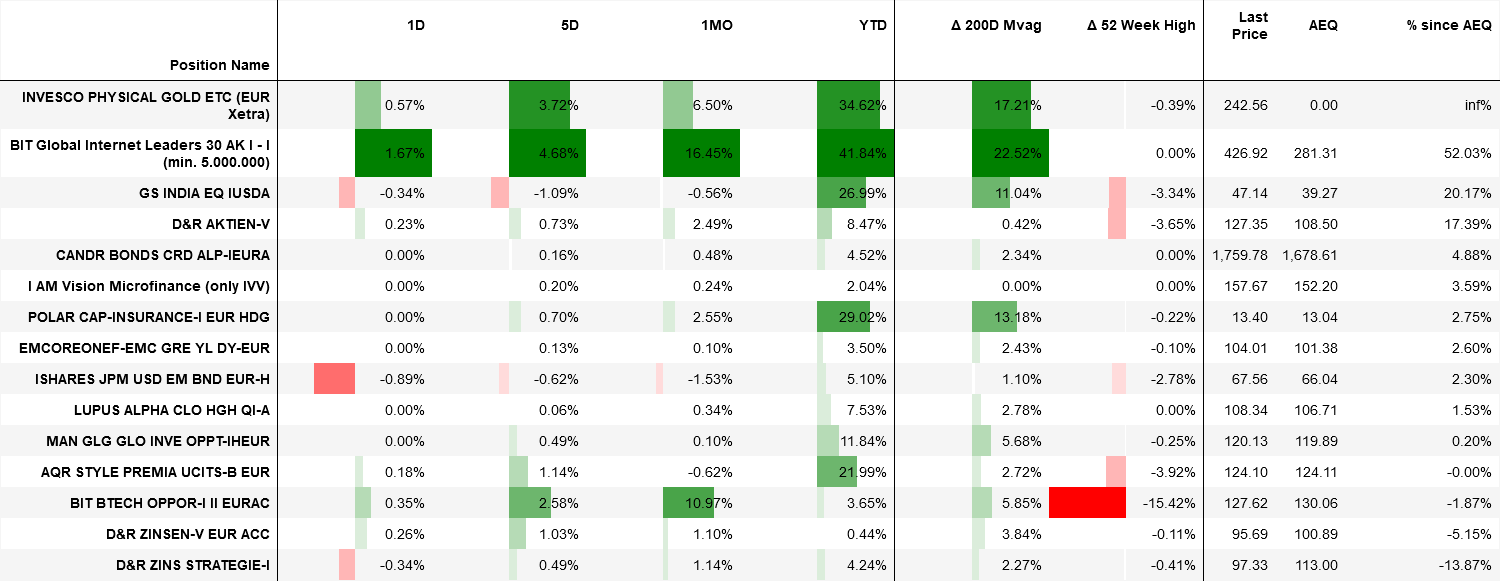 1D 5D 1MO YTD Δ 200D Mvag Δ 52 Week High Last AEQ % since AEQ
Price
Position Name
INVESCO PHYSICAL GOLD ETC (EUR
Xetra) 0.57% 3.72% 6.50% 34.62% 17.21% -0.39% 242.56 0.00 inf%
BIT Global Internet Leaders 30 AK I - I
(min. 5.000.000) 1.67% 4.68% 16.45% 41.84% 22.52% 0.00% 426.92 281.31 52.03%
GS INDIA EQ IUSDA -0.34% -1.09% -0.56% 26.99% 11.04% -3.34% 47.14 39.27 20.17%
D&R AKTIEN-V 0.23% 0.73% 2.49% 8.47% 0.42% -3.65% 127.35 108.50 17.39%
CANDR BONDS CRD ALP-IEURA 0.00% 0.16% 0.48% 4.52% 2.34% 0.00% 1,759.78 1,678.61 4.88%
I AM Vision Microfinance (only IVV) 0.00% 0.20% 0.24% 2.04% 0.00% 0.00% 157.67 152.20 3.59%
POLAR CAP-INSURANCE-I EUR HDG 0.00% 0.70% 2.55% 29.02% 13.18% -0.22% 13.40 13.04 2.75%
EMCOREONEF-EMC GRE YL DY-EUR 0.00% 0.13% 0.10% 3.50% 2.43% -0.10% 104.01 101.38 2.60%
ISHARES JPM USD EM BND EUR-H -0.89% -0.62% -1.53% 5.10% 1.10% -2.78% 67.56 66.04 2.30%
LUPUS ALPHA CLO HGH QI-A 0.00% 0.06% 0.34% 7.53% 2.78% 0.00% 108.34 106.71 1.53%
MAN GLG GLO INVE OPPT-IHEUR 0.00% 0.49% 0.10% 11.84% 5.68% -0.25% 120.13 119.89 0.20%
AQR STYLE PREMIA UCITS-B EUR 0.18% 1.14% -0.62% 21.99% 2.72% -3.92% 124.10 124.11 -0.00%
BIT BTECH OPPOR-I II EURAC 0.35% 2.58% 10.97% 3.65% 5.85% -15.42% 127.62 130.06 -1.87%
D&R ZINSEN-V EUR ACC 0.26% 1.03% 1.10% 0.44% 3.84% -0.11% 95.69 100.89 -5.15%
D&R ZINS STRATEGIE-I -0.34% 0.49% 1.14% 4.24% 2.27% -0.41% 97.33 113.00 -13.87%